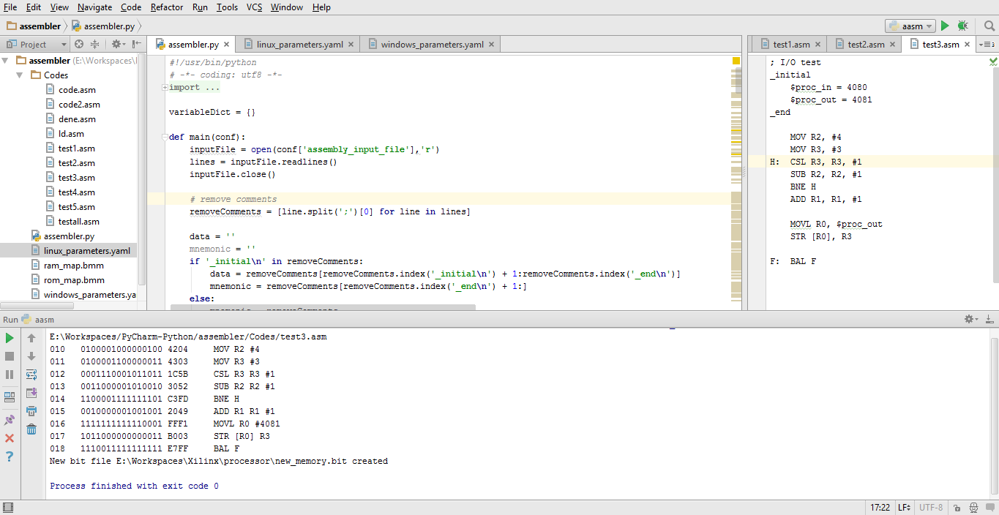 File Edit View Navigate Code Refactor Run Tools VCS Window Help
assembler assembler.py aasm
Project
assembler.py linux_parameters.yaml windows_parameters.yaml
test1.asm test2.asm test3.asm
assembler (E:\Workspaces\
Codes
code.asm
code2.asm
dene.asm
ld.asm
test1.asm
test2.asm
test3.asm
test4.asm
test5.asm
testall.asm
assembler.py
linux_parameters.yaml
ram_map.bmm
rom_map.bmm
windows_parameters.ya
#!/usr/bin/python
# -*- coding: utf8 -*-
import ...
variableDict = {}
def main(conf):
inputFile = open(conf['assembly_input_file'],'r')
lines = inputFile.readlines()
inputFile.close()
# remove comments
removeComments = [line.split(';')[0] for line in lines]
data = ''
mnemonic = ''
if '_initial\n' in removeComments:
data = removeComments[removeComments.index('_initial\n') + 1:removeComments.index('_end\n')]
mnemonic = removeComments[removeComments.index('_end\n') + 1:]
else:
; I/O test
_initial
$proc_in = 4080
$proc_out = 4081
_end
MOV R2, #4
MOV R3, #3
H: CSL R3, R3, #1
SUB R2, R2, #1
BNE H
ADD R1, R1, #1
MOVL R0, $proc_out
STR [R0], R3
F: BAL F
Run aasm
E:\Workspaces/PyCharm-Python/assembler/Codes/test3.asm
010 0100001000000100 4204 MOV R2 #4
011 0100001100000011 4303 MOV R3 #3
012 0001110001011011 1C5B CSL R3 R3 #1
013 0011000001010010 3052 SUB R2 R2 #1
014 1100001111111101 C3FD BNE H
015 0010000001001001 2049 ADD R1 R1 #1
016 1111111111110001 FFF1 MOVL R0 #4081
017 1011000000000011 B003 STR [R0] R3
018 1110011111111111 E7FF BAL F
New bit file E:\Workspaces\Xilinx\processor\new_memory.bit created
Process finished with exit code 0
17:22 LF UTF-8